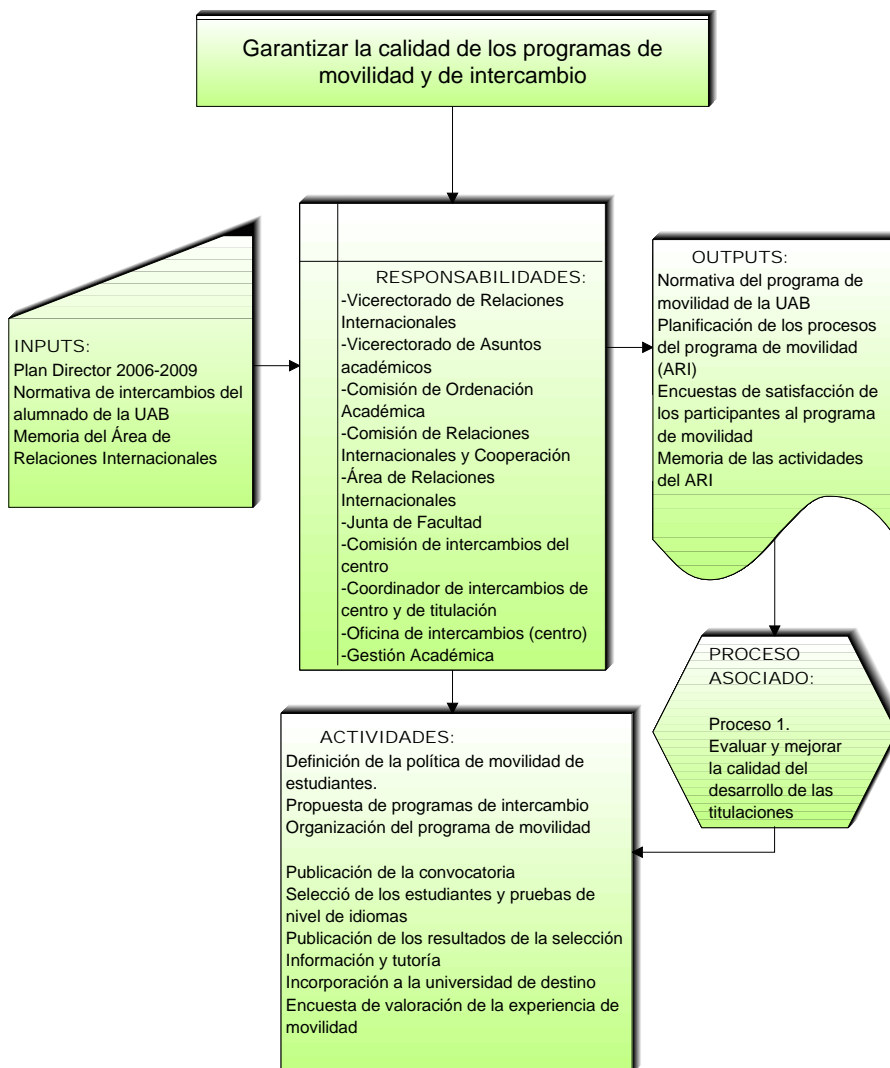 Garantizar la calidad de los programas de
movilidad y de intercambio
INPUTS:
Plan Director 2006-2009
Normativa de intercambios del
alumnado de la UAB
Memoria del Área de
Relaciones Internacionales
RESPONSABILIDADES:
-Vicerectorado de Relaciones
Internacionales
-Vicerectorado de Asuntos
académicos
-Comisión de Ordenación
Académica
-Comisión de Relaciones
Internacionales y Cooperación
-Área de Relaciones
Internacionales
-Junta de Facultad
-Comisión de intercambios del
centro
-Coordinador de intercambios de
centro y de titulación
-Oficina de intercambios (centro)
-Gestión Académica
OUTPUTS:
Normativa del programa de
movilidad de la UAB
Planificación de los procesos
del programa de movilidad
(ARI)
Encuestas de satisfacción de
los participantes al programa
de movilidad
Memoria de las actividades
del ARI
PROCESO
ASOCIADO:
Proceso 1.
Evaluar y mejorar
la calidad del
desarrollo de las
titulaciones
ACTIVIDADES:
Definición de la política de movilidad de
estudiantes.
Propuesta de programas de intercambio
Organización del programa de movilidad
Publicación de la convocatoria
Selecció de los estudiantes y pruebas de
nivel de idiomas
Publicación de los resultados de la selección
Información y tutoría
Incorporación a la universidad de destino
Encuesta de valoración de la experiencia de
movilidad